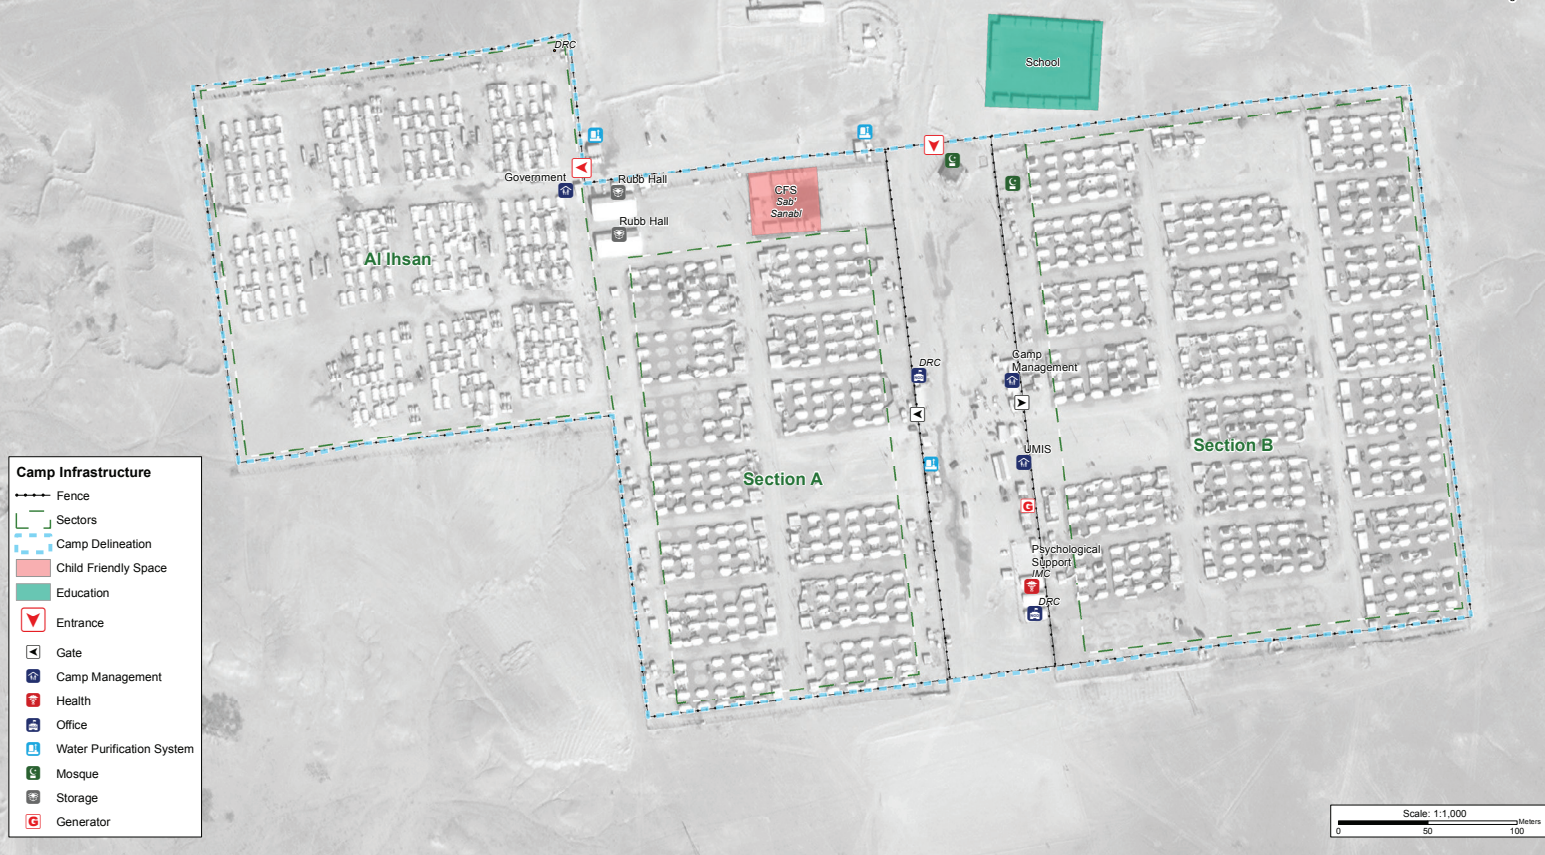 DRC
School
Government
Rubb Hall
CFS
Sab'
Sanabl
Rubb Hall
Al Ihsan
DRC
Camp
Management
Section B
UMIS
Section A
Psychological
Support
IMC
DRC
Camp Infrastructure
Fence
Sectors
Camp Delineation
Child Friendly Space
Education
Entrance
Gate
Camp Management
Health
Office
Water Purification System
Mosque
Storage
G Generator
G
Scale: 1:1,000
Meters
0 50 100